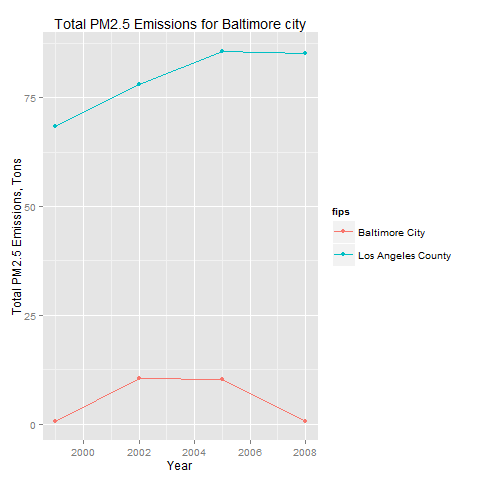 Total PM2.5 Emissions for Baltimore city
Total PM2.5 Emissions, Tons
75
50
25
0
2000
2002
2004
2006
2008
Year
fips
Baltimore City
Los Angeles County